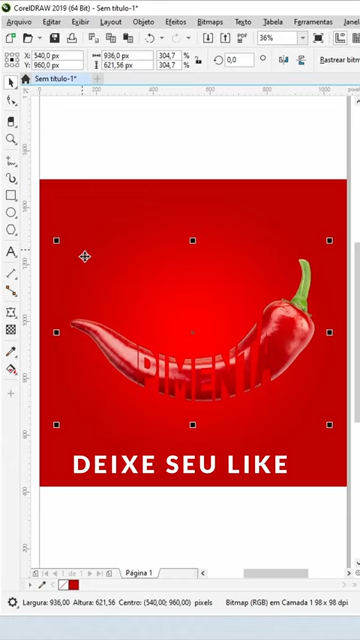 CorelDRAW 2019 (64 Bit) - Sem título-1*
Arquivo Editar Exibir Layout Objeto Efeitos Bitmaps Texto Tabela Ferramentas Janela
36%
X: 540,0 px 936,0 px 304,7 % 0,0 Rastrear bitm
Y: 960,0 px 621,56 px 304,7 %
Sem título-1*
PIMENTA
DEIXE SEU LIKE
1 de 1 Página 1
Largura: 936,00 Altura: 621,56 Centro: (540,00; 960,00) pixels Bitmap (RGB) em Camada 1 98 x 98 dpi